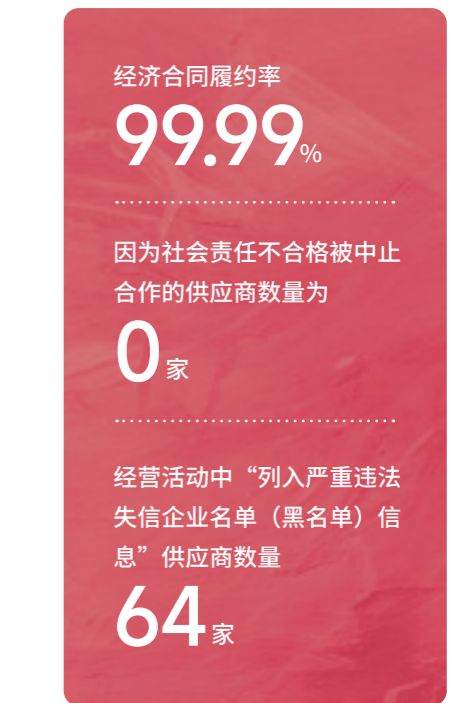 经济合同履约率
99.99%
因为社会责任不合格被中止
合作的供应商数量为
0家
经营活动中“列入严重违法
失信企业名单（黑名单）信
息”供应商数量
64家